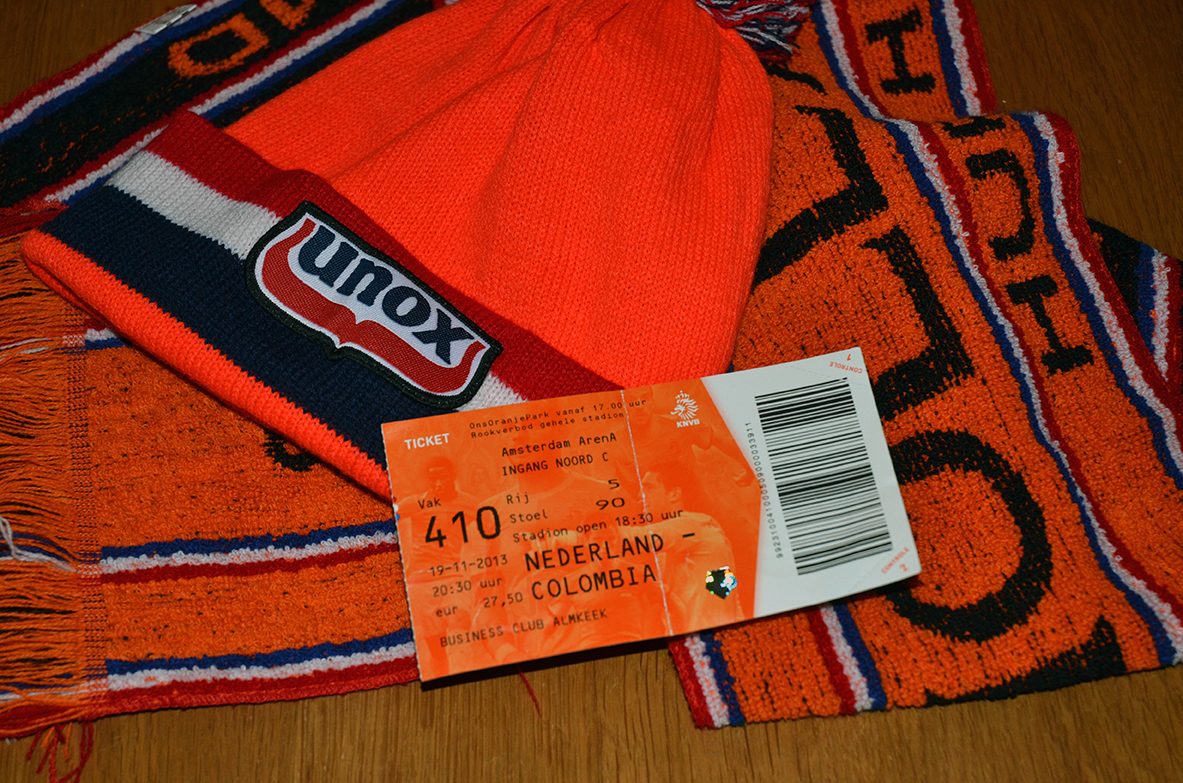 unox
TICKET
OnsOranjePark vanaf 17.00 uur
Rookverbod gehele stadion
Amsterdam ArenA
INGANG NOORD C
Vak
410
Rij 5
Stoel 90
Stadion open 18:30 uur
19-11-2013
20:30 uur
eur 27,50
NEDERLAND -
COLOMBIA
BUSINESS CLUB ALMKEEK
KNVB
CONTROLE 1
CONTROLE 2